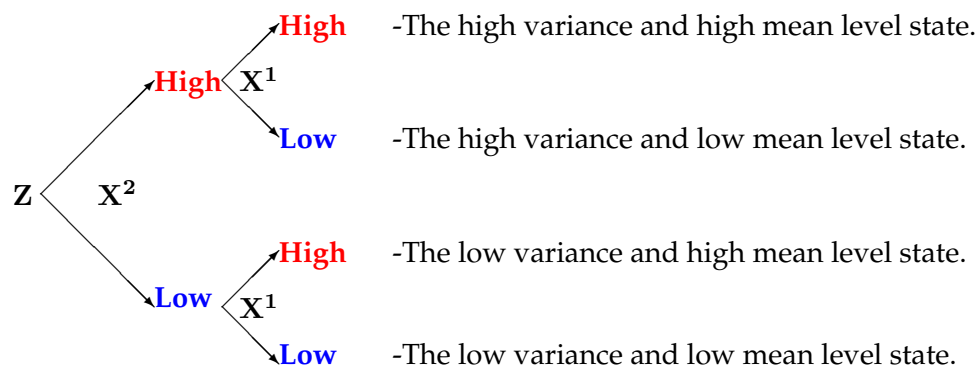 High -The high variance and high mean level state.
High X¹
Low -The high variance and low mean level state.
Z X²
High -The low variance and high mean level state.
Low X¹
Low -The low variance and low mean level state.